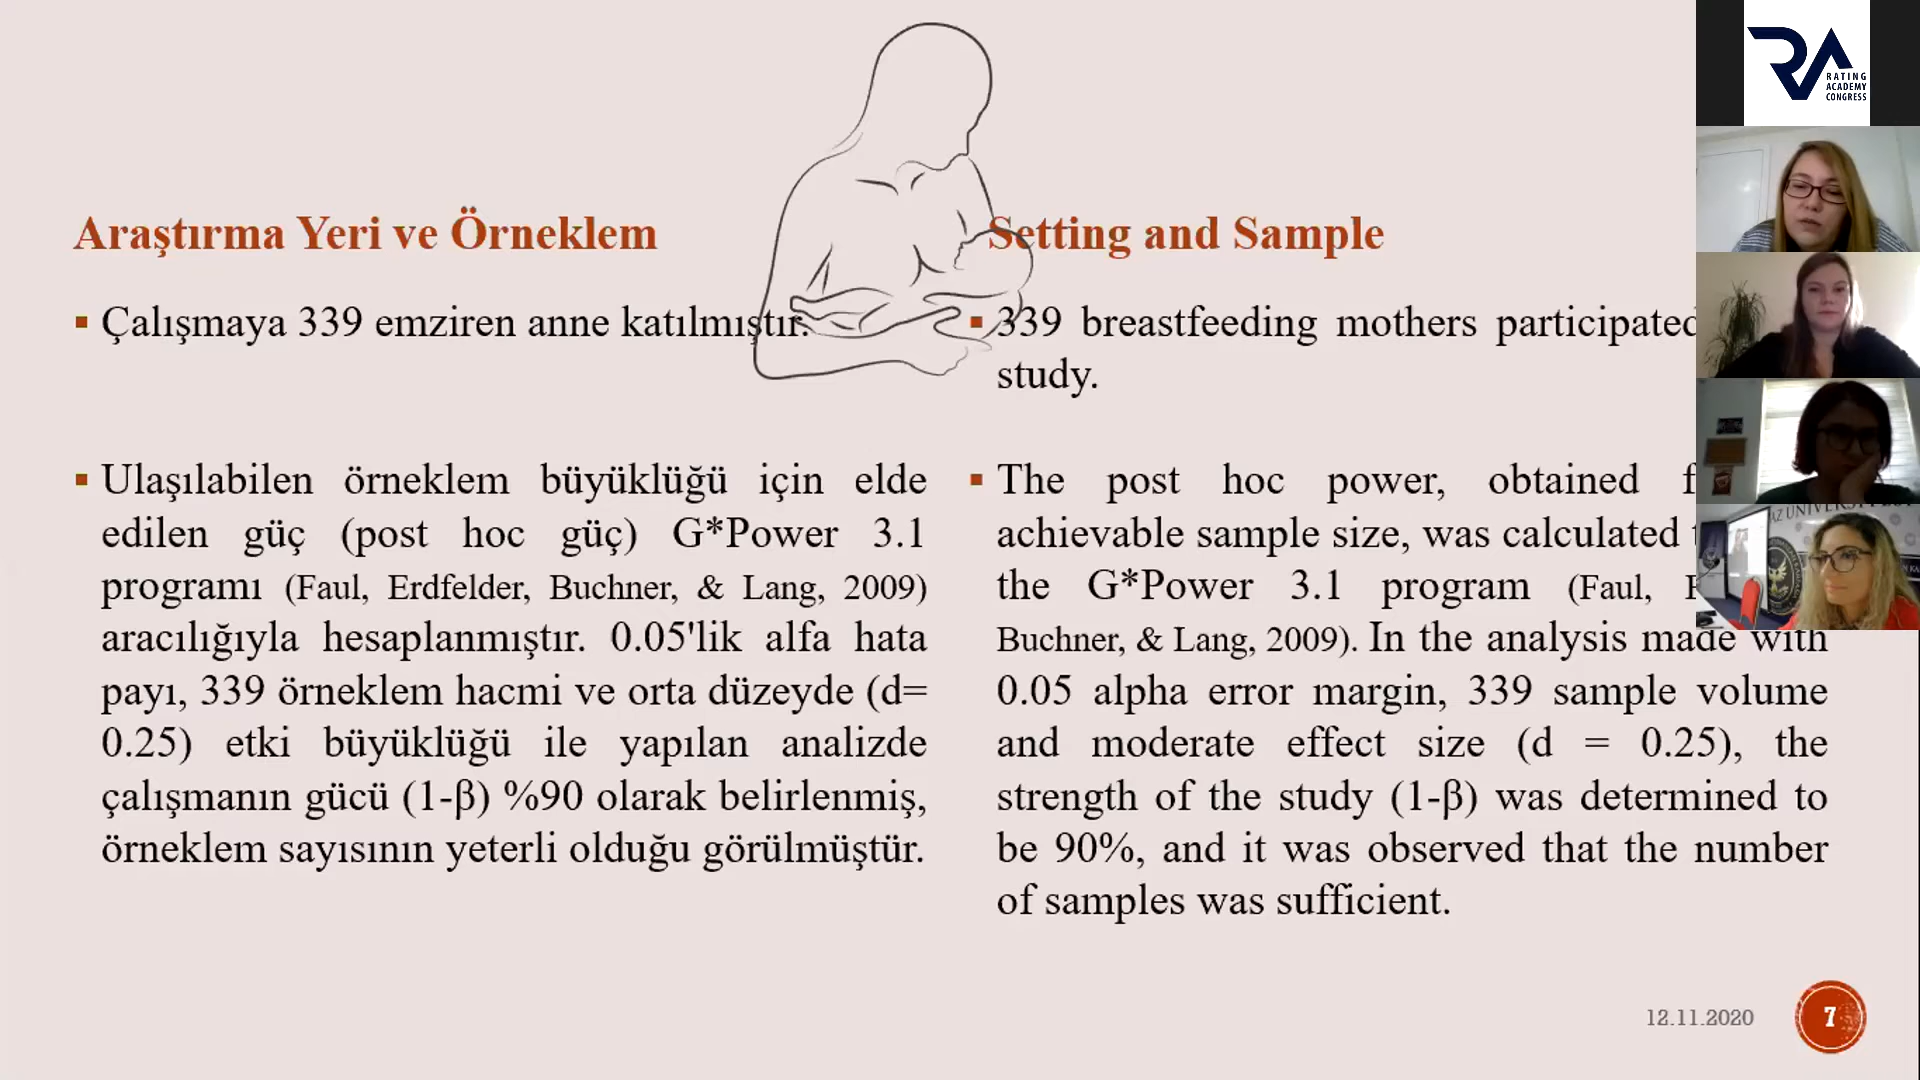 Araştırma Yeri ve Örneklem
▪ Çalışmaya 339 emziren anne katılmıştır.
▪ Ulaşılabilen örneklem büyüklüğü için elde
edilen güç (post hoc güç) G*Power 3.1
programı (Faul, Erdfelder, Buchner, & Lang, 2009)
aracılığıyla hesaplanmıştır. 0.05'lik alfa hata
payı, 339 örneklem hacmi ve orta düzeyde (d=
0.25) etki büyüklüğü ile yapılan analizde
çalışmanın gücü (1-β) %90 olarak belirlenmiş,
örneklem sayısının yeterli olduğu görülmüştür.
Setting and Sample
▪ 339 breastfeeding mothers participated
study.
▪ The post hoc power, obtained
achievable sample size, was calculated
the G*Power 3.1 program (Faul,
Buchner, & Lang, 2009). In the analysis made with
0.05 alpha error margin, 339 sample volume
and moderate effect size (d = 0.25), the
strength of the study (1-β) was determined to
be 90%, and it was observed that the number
of samples was sufficient.
12.11.2020
7
RA
RATING
ACADEMY
CONGRESS